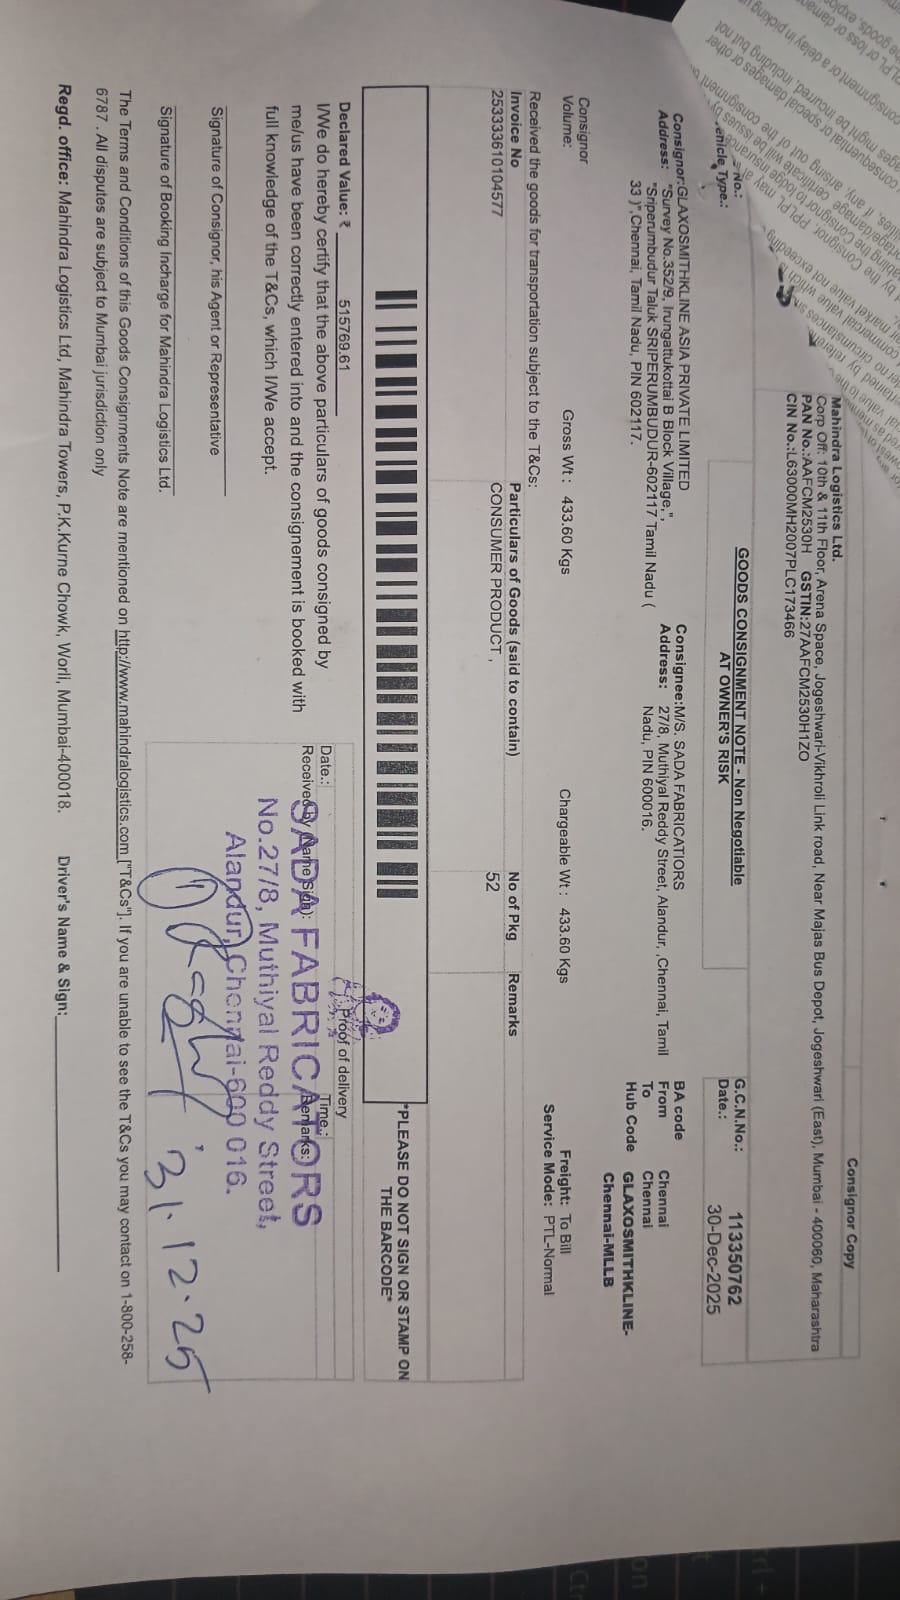 Consignor Copy
Mahindra Logistics Ltd.
Corp Off: 10th & 11th Floor, Arena Space, Jogeshwari-Vikhroli Link road, Near Majas Bus Depot, Jogeshwari (East), Mumbai - 400060, Maharashtra
PAN No.:AAFCM2530H GSTIN:27AAFCM2530H1ZO
CIN No.:L63000MH2007PLC173466
GOODS CONSIGNMENT NOTE - Non Negotiable
AT OWNER'S RISK
G.C.N.No.: 113350762
Date.: 30-Dec-2025
No.:
Type.:
Consignor:GLAXOSMITHKLINE ASIA PRIVATE LIMITED
Address: "Survey No.352/9, Irungattukottai B Block Village,",
"Sriperumbudur Taluk SRIPERUMBUDUR-602117 Tamil Nadu (
33 )",Chennai, Tamil Nadu, PIN 602117.
Consignee:M/S. SADA FABRICATIORS
Address: 27/8, Muthiyal Reddy Street, Alandur, ,Chennai, Tamil
Nadu, PIN 600016.
BA code Chennai
From Chennai
To GLAXOSMITHKLINE-
Hub Code Chennai-MLLB
Consignor
Volume:
Gross Wt : 433.60 Kgs
Chargeable Wt : 433.60 Kgs
Freight: To Bill
Service Mode: PTL-Normal
Received the goods for transportation subject to the T&Cs:
Invoice No Particulars of Goods (said to contain) No of Pkg Remarks
25333361010​4577 CONSUMER PRODUCT , 52
*PLEASE DO NOT SIGN OR STAMP ON
THE BARCODE*
Declared Value: ₹ 515769.61
I/We do hereby certify that the above particulars of goods consigned by
me/us have been correctly entered into and the consignement is booked with
full knowledge of the T&Cs, which I/We accept.
Signature of Consignor, his Agent or Representative
Signature of Booking Incharge for Mahindra Logistics Ltd.
Proof of delivery
Date.: Time.:
Received by (Name Sign): Remarks:
SADA FABRICATORS
No.27/8, Muthiyal Reddy Street,
Alandur, Chennai-600 016.
31.12.25
The Terms and Conditions of this Goods Consignments Note are mentioned on http://www.mahindralogistics.com ["T&Cs"]. If you are unable to see the T&Cs you may contact on 1-800-258-
6787 . All disputes are subject to Mumbai jurisdiction only
Regd. office: Mahindra Logistics Ltd, Mahindra Towers, P.K.Kurne Chowk, Worli, Mumbai-400018. Driver's Name & Sign: